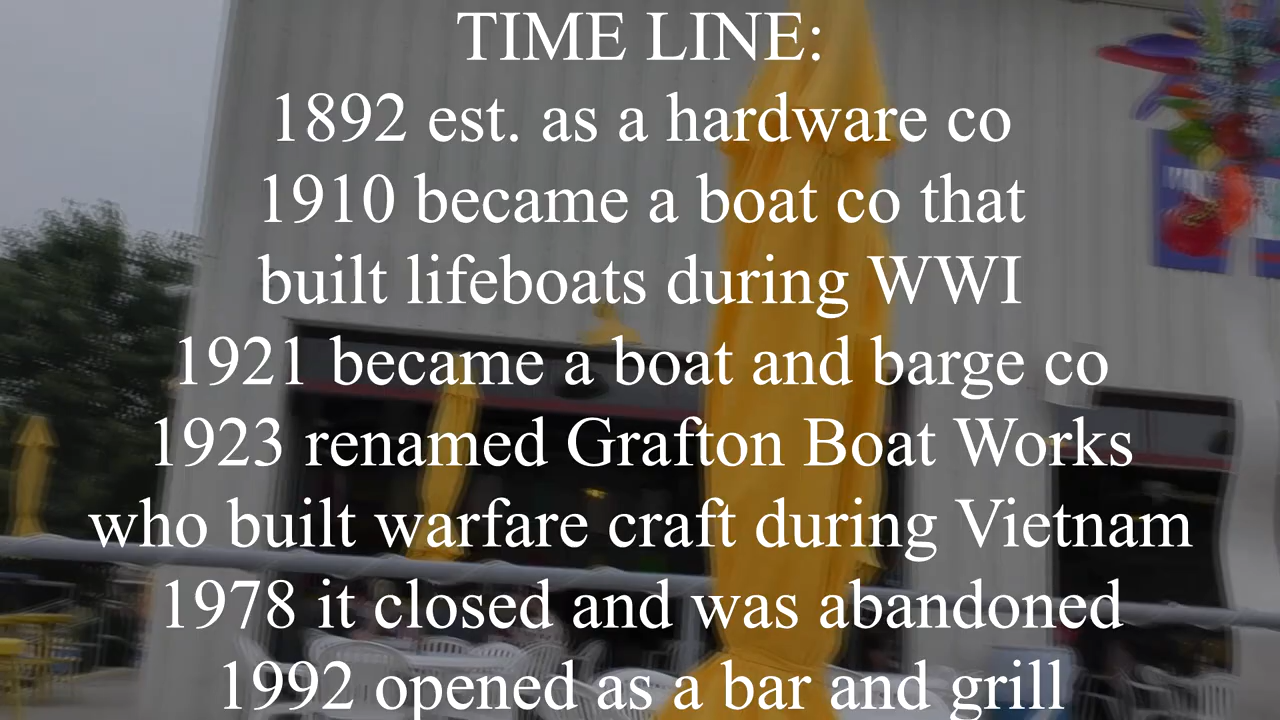 TIME LINE:
1892 est. as a hardware co
1910 became a boat co that
built lifeboats during WWI
1921 became a boat and barge co
1923 renamed Grafton Boat Works
who built warfare craft during Vietnam
1978 it closed and was abandoned
1992 opened as a bar and grill